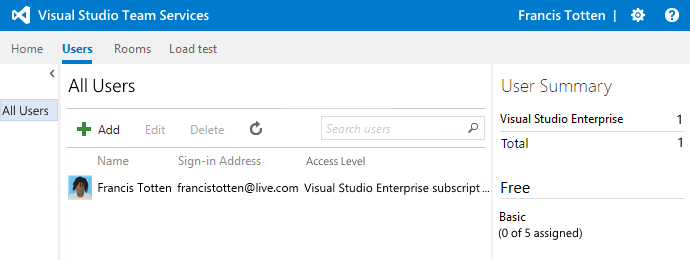 Visual Studio Team Services Francis Totten
Home Users Rooms Load test
All Users
All Users
Add Edit Delete Search users
Name Sign-in Address Access Level
Francis Totten francistotten@live.com Visual Studio Enterprise subscript ...
User Summary
Visual Studio Enterprise 1
Total 1
Free
Basic
(0 of 5 assigned)